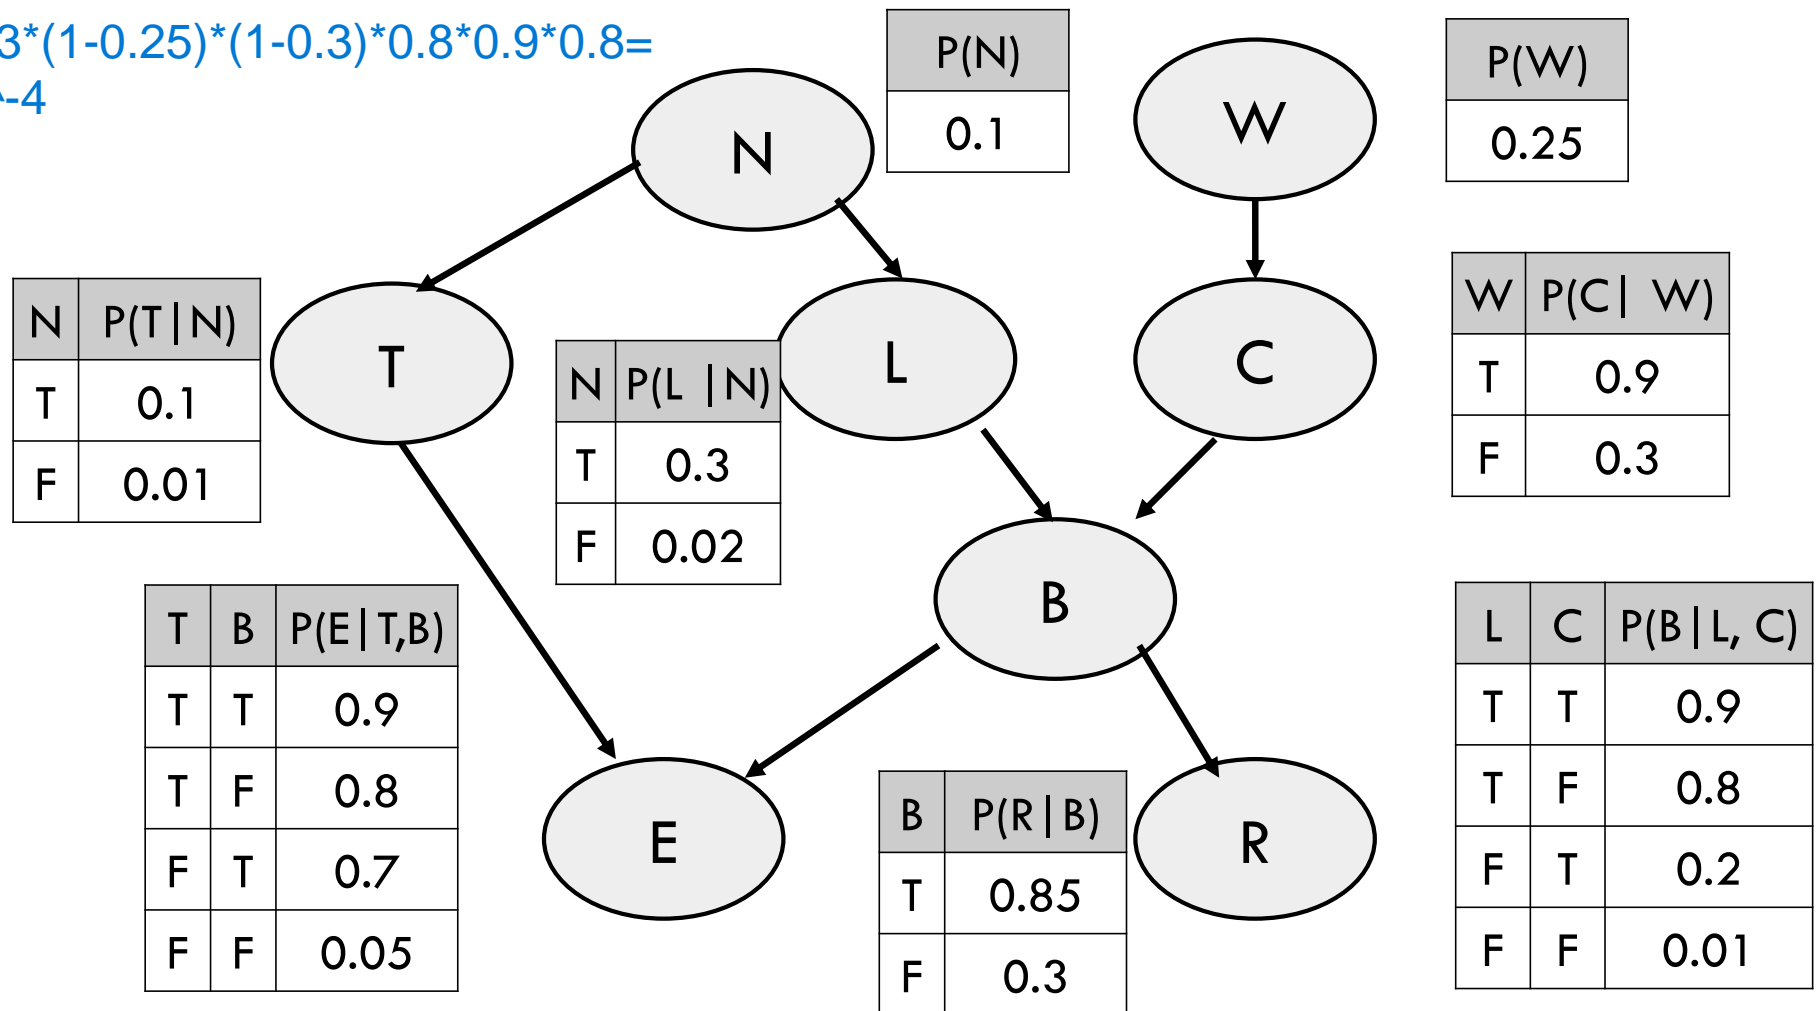 3*(1-0.25)*(1-0.3)*0.8*0.9*0.8=
^-4
P(N)
0.1
P(W)
0.25
N
W
N P(T|N)
T 0.1
F 0.01
T
N P(L |N)
T 0.3
F 0.02
L
C
W P(C| W)
T 0.9
F 0.3
B
T B P(E|T,B)
T T 0.9
T F 0.8
F T 0.7
F F 0.05
E
B P(R|B)
T 0.85
F 0.3
R
L C P(B|L, C)
T T 0.9
T F 0.8
F T 0.2
F F 0.01